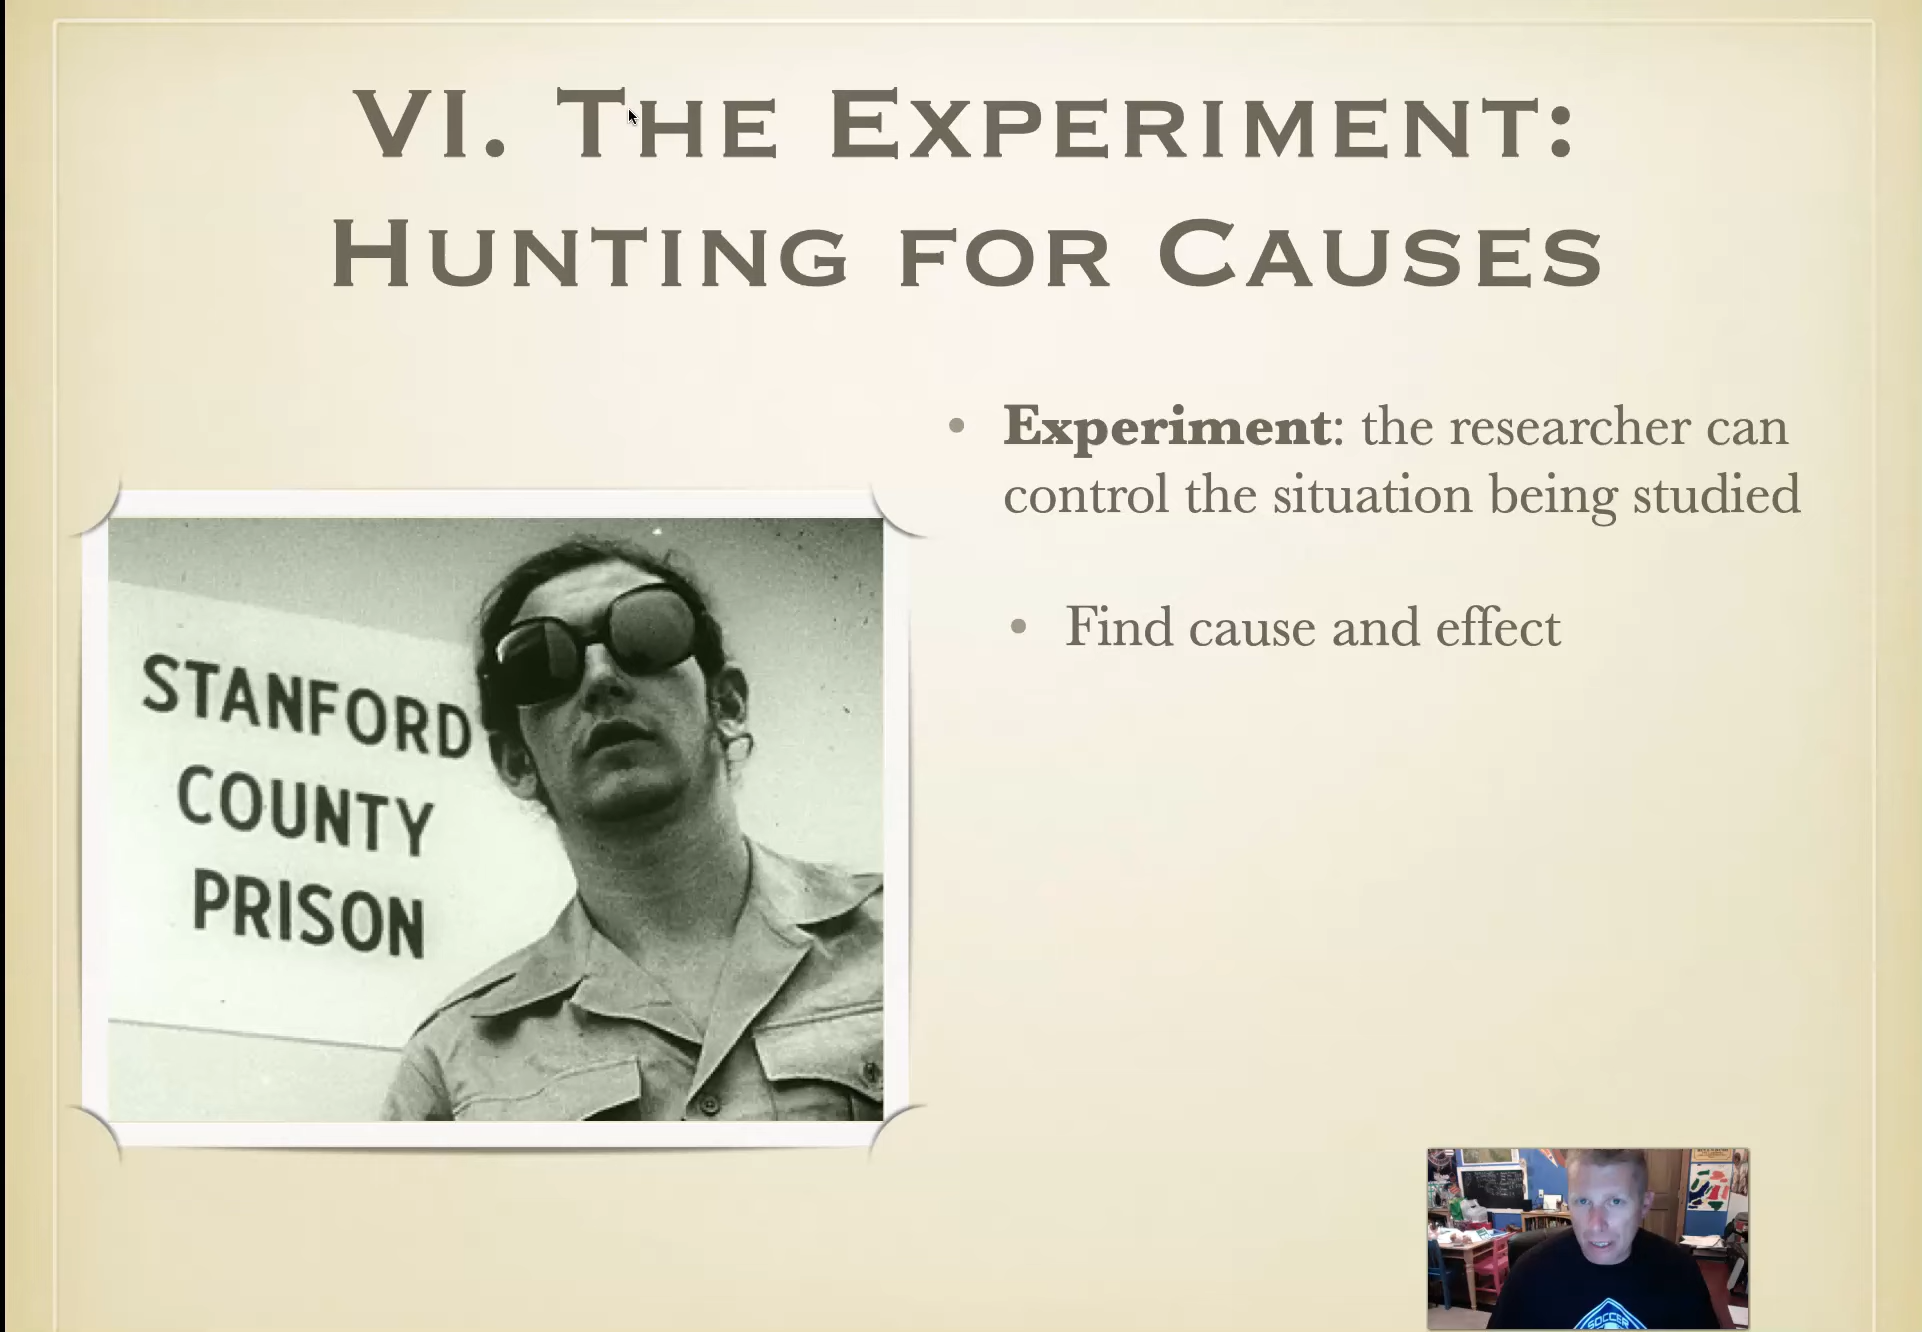 VI. THE EXPERIMENT:
HUNTING FOR CAUSES
• Experiment: the researcher can
control the situation being studied
• Find cause and effect
STANFORD
COUNTY
PRISON
SOCCER